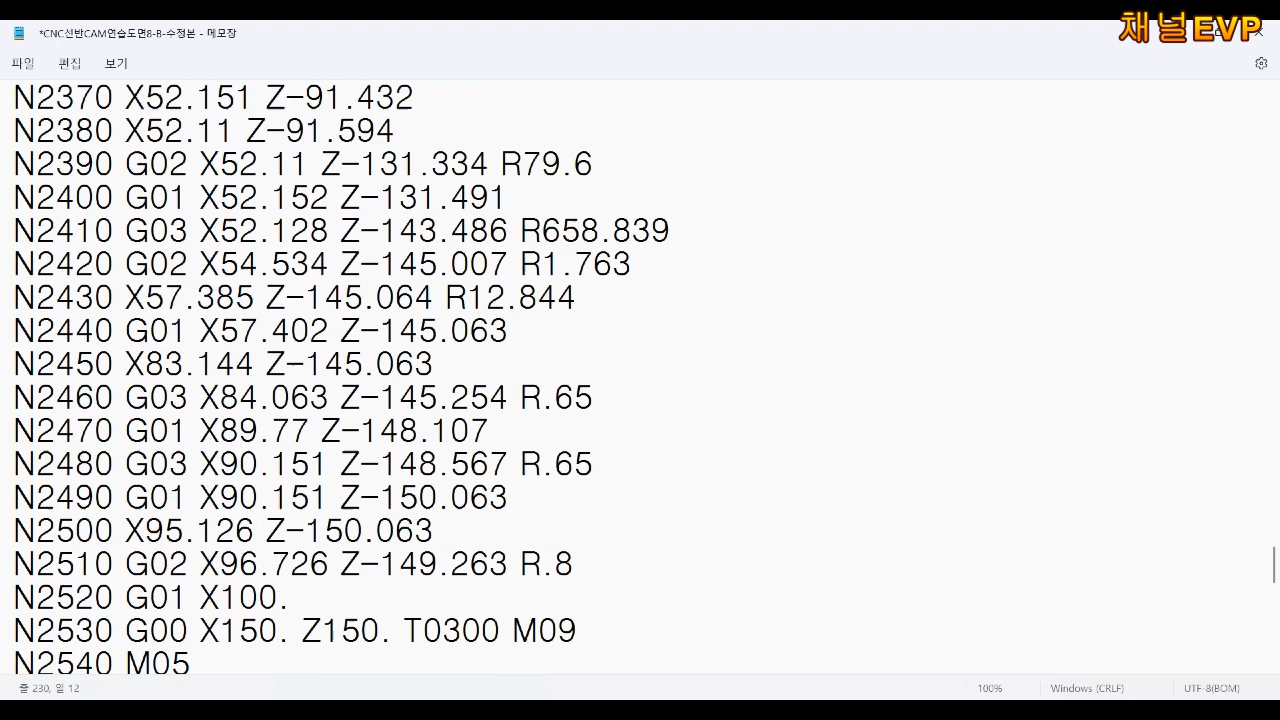 채널EVP
*CNC선반CAM연습도면8-B-수정본 - 메모장
파일 편집 보기
N2370 X52.151 Z-91.432
N2380 X52.11 Z-91.594
N2390 G02 X52.11 Z-131.334 R79.6
N2400 G01 X52.152 Z-131.491
N2410 G03 X52.128 Z-143.486 R658.839
N2420 G02 X54.534 Z-145.007 R1.763
N2430 X57.385 Z-145.064 R12.844
N2440 G01 X57.402 Z-145.063
N2450 X83.144 Z-145.063
N2460 G03 X84.063 Z-145.254 R.65
N2470 G01 X89.77 Z-148.107
N2480 G03 X90.151 Z-148.567 R.65
N2490 G01 X90.151 Z-150.063
N2500 X95.126 Z-150.063
N2510 G02 X96.726 Z-149.263 R.8
N2520 G01 X100.
N2530 G00 X150. Z150. T0300 M09
N2540 M05
줄 230, 열 12 100% Windows (CRLF) UTF-8(BOM)